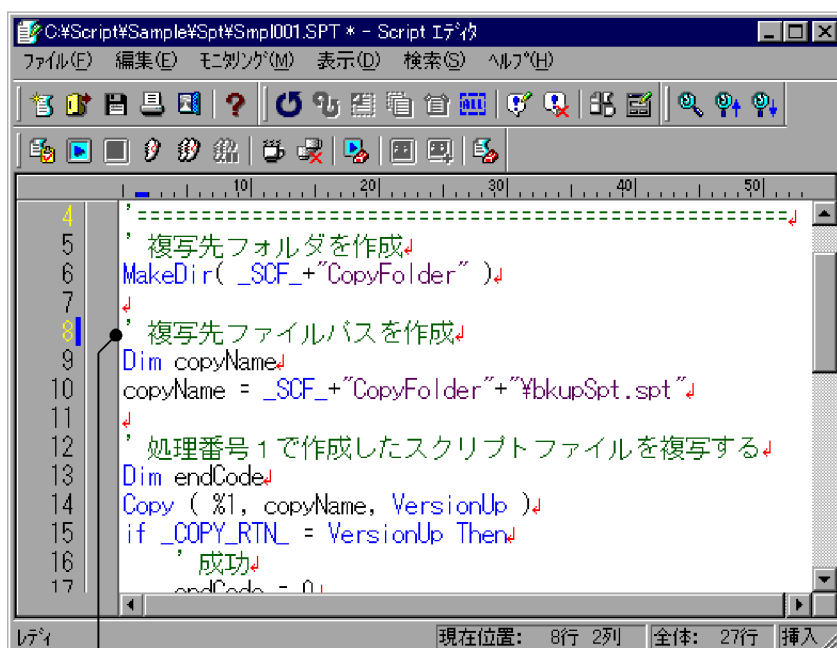 C:¥Script¥Sample¥Spt¥Smpl001.SPT * - Script ｴﾃﾞｨﾀ
ﾌｧｲﾙ(F) 編集(E) ﾓﾆﾀﾘﾝｸﾞ(M) 表示(D) 検索(S) ﾍﾙﾌﾟ(H)
ALL
10 20 30 40 50
4 '===================================================
5 ' 複写先フォルダを作成
6 MakeDir( _SCF_+"CopyFolder" )
7
8 ' 複写先ファイルパスを作成
9 Dim copyName
10 copyName = _SCF_+"CopyFolder"+"¥bkupSpt.spt"
11
12 ' 処理番号１で作成したスクリプトファイルを複写する
13 Dim endCode
14 Copy ( %1, copyName, VersionUp )
15 if _COPY_RTN_ = VersionUp Then
16 ' 成功
17 endCode = 0
ﾚﾃﾞｨ 現在位置: 8行 2列 全体: 27行 挿入